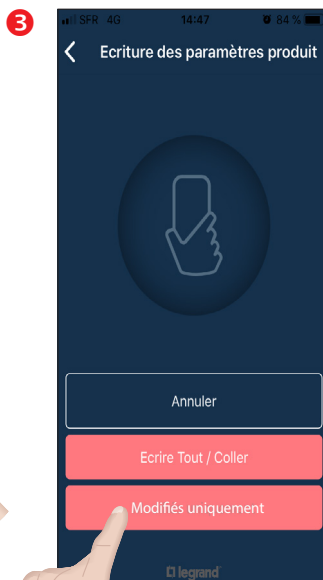 3
SFR 4G 14:47 84 %
Ecriture des paramètres produit
Annuler
Ecrire Tout / Coller
Modifiés uniquement
legrand